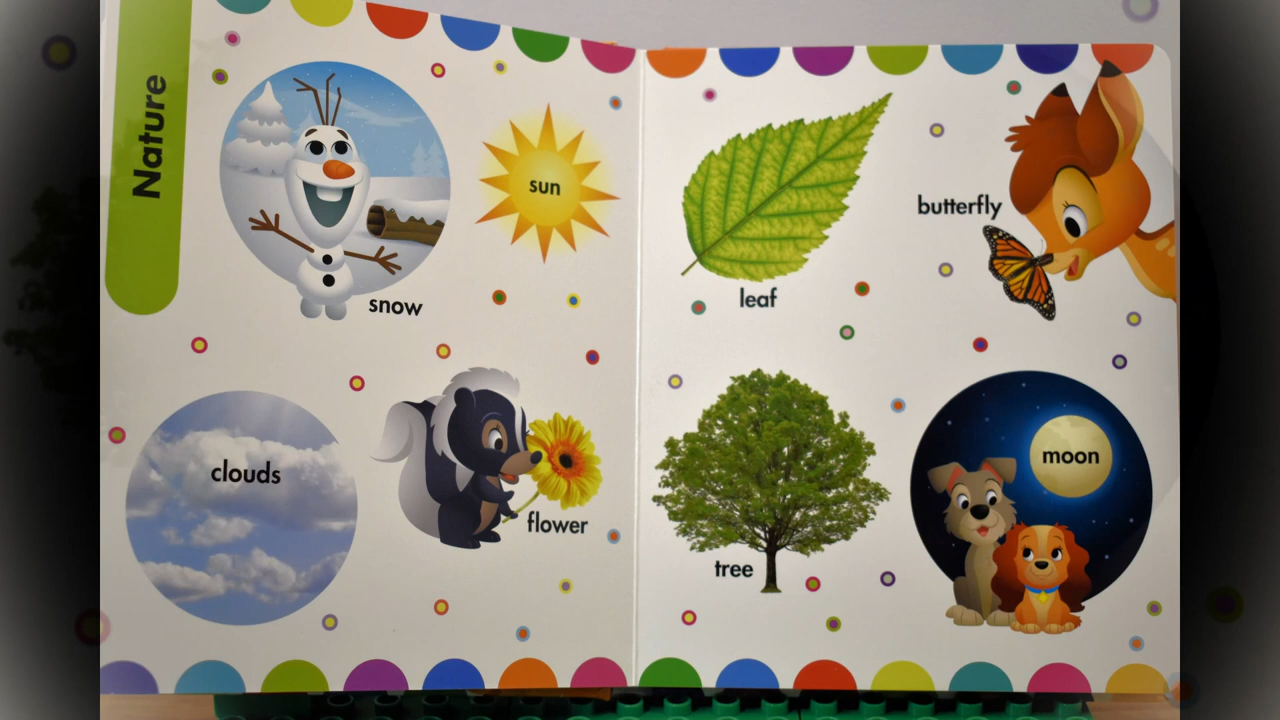 Nature
snow
sun
clouds
flower
leaf
butterfly
tree
moon